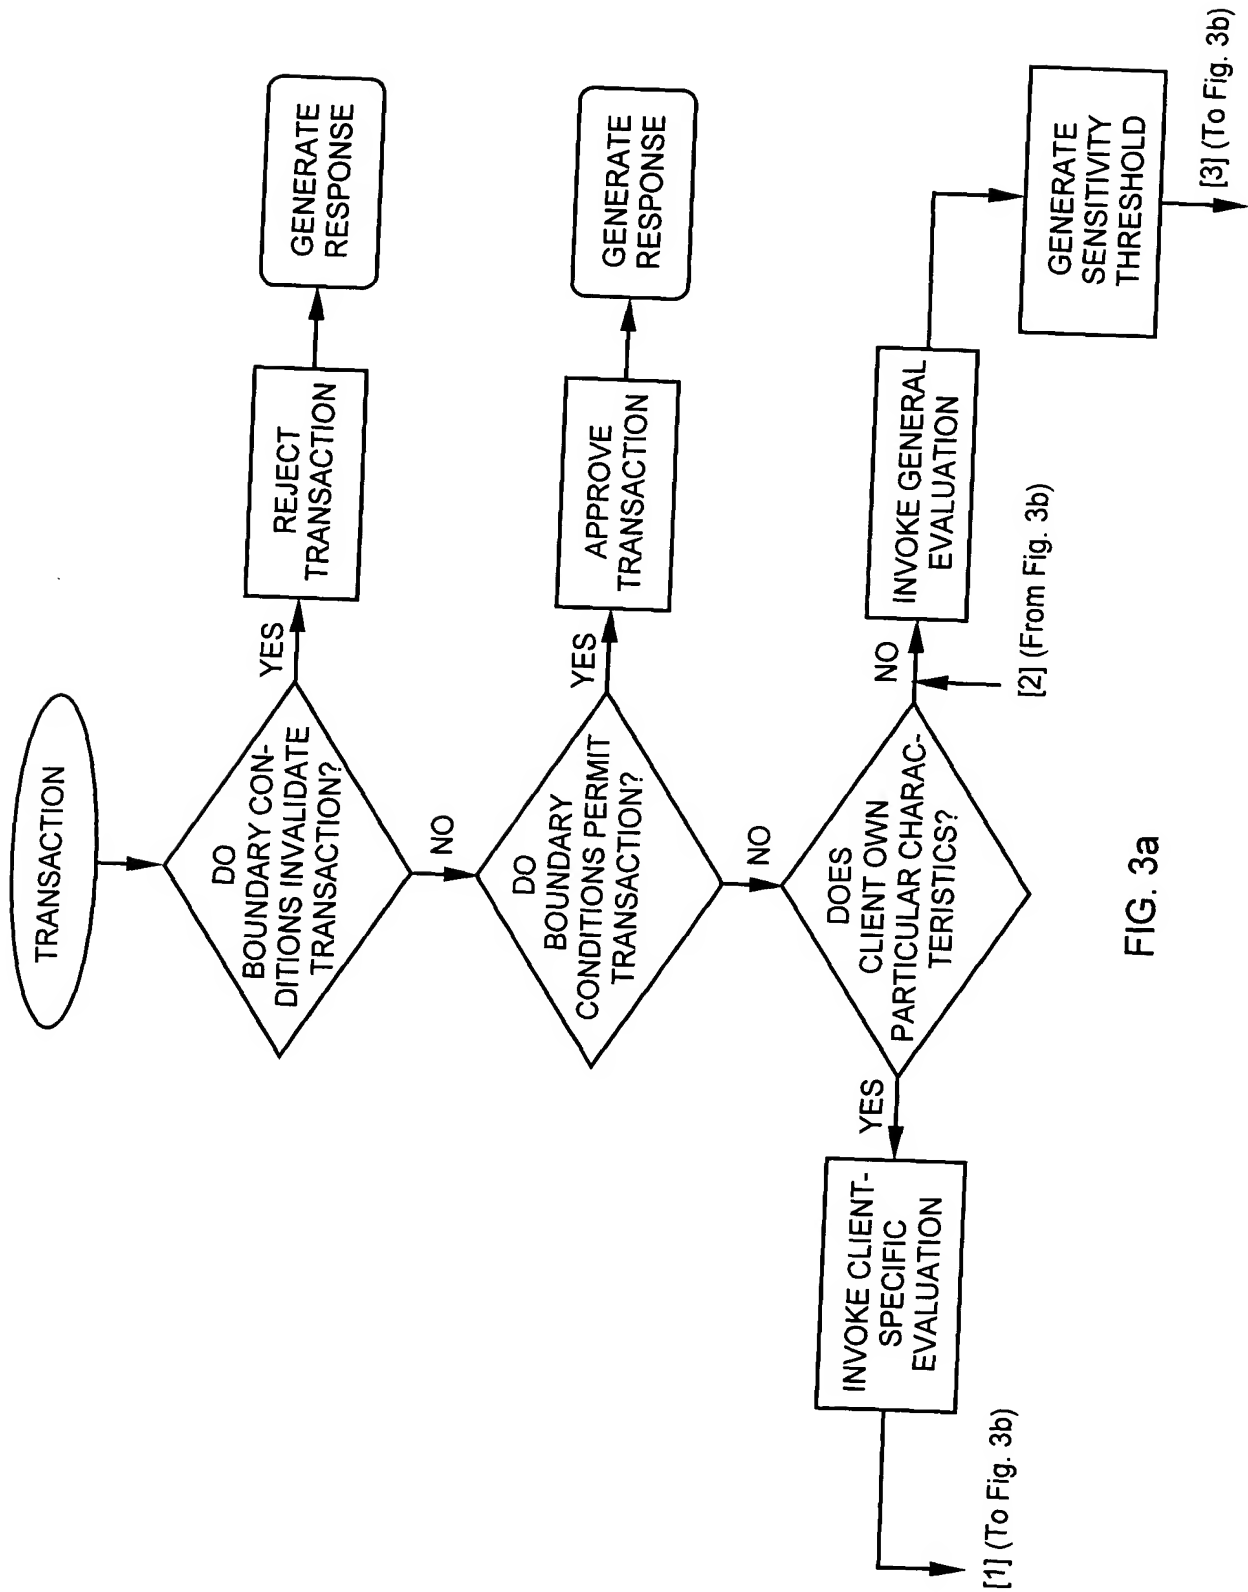 TRANSACTION
DO
BOUNDARY CON-
DITIONS INVALIDATE
TRANSACTION?
YES
REJECT
TRANSACTION
GENERATE
RESPONSE
NO
DO
BOUNDARY
CONDITIONS PERMIT
TRANSACTION?
YES
APPROVE
TRANSACTION
GENERATE
RESPONSE
NO
DOES
CLIENT OWN
PARTICULAR CHARAC-
TERISTICS?
YES
INVOKE CLIENT-
SPECIFIC
EVALUATION
[1] (To Fig. 3b)
NO
[2] (From Fig. 3b)
INVOKE GENERAL
EVALUATION
GENERATE
SENSITIVITY
THRESHOLD
[3] (To Fig. 3b)
FIG. 3a